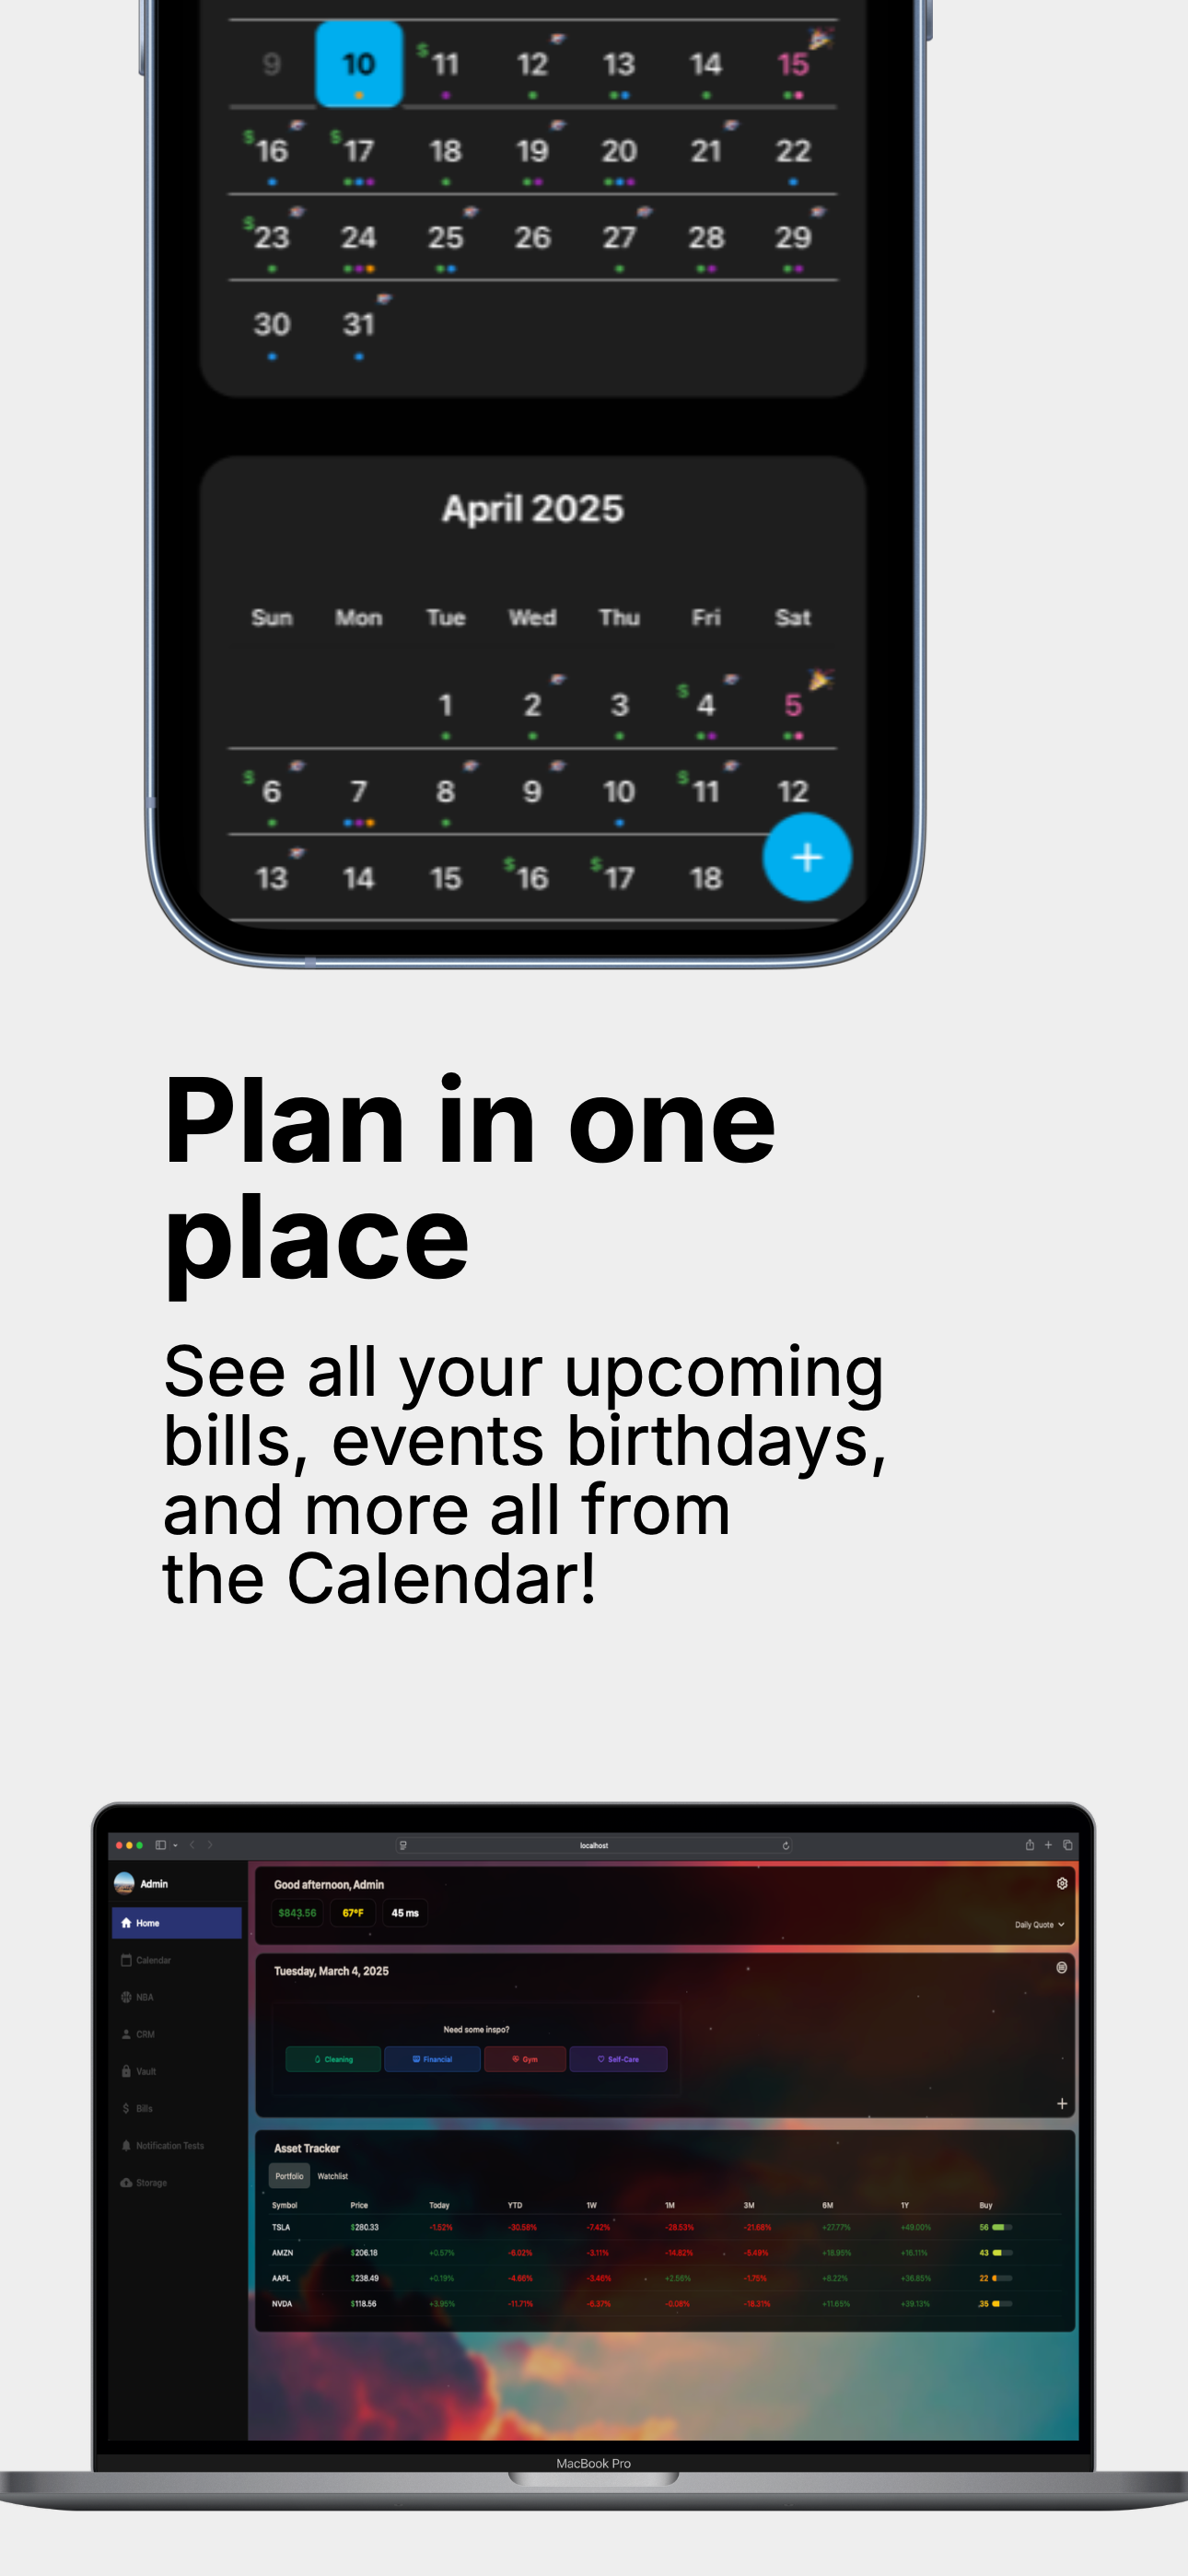 9 10 $11 12 13 14 15
$16 $17 18 19 20 21 22
$23 24 25 26 27 28 29
30 31
April 2025
Sun Mon Tue Wed Thu Fri Sat
1 2 3 $4 5
$6 7 8 9 10 $11 12
13 14 15 $16 $17 18 +
Plan in one
place
See all your upcoming
bills, events birthdays,
and more all from
the Calendar!
localhost
Admin
Good afternoon, Admin
$843.56 67°F 45 ms
Daily Quote
Home
Calendar
NBA
CRM
Vault
Bills
Notification Tests
Storage
Tuesday, March 4, 2025
Need some inspo?
Cleaning Financial Gym Self-Care
Asset Tracker
Portfolio Watchlist
Symbol Price Today YTD 1W 1M 3M 6M 1Y Buy
TSLA $280.33 -1.52% -30.58% -7.42% -28.53% -21.68% +27.77% +49.00% 56
AMZN $206.18 +0.57% -6.02% -3.11% -14.82% -8.49% +18.95% +16.11% 43
AAPL $238.49 +0.19% -4.66% -3.46% +2.56% -1.75% +8.22% +36.65% 22
NVDA $118.56 +3.95% -11.71% -6.37% -0.08% -18.31% +11.65% +39.13% 35
MacBook Pro